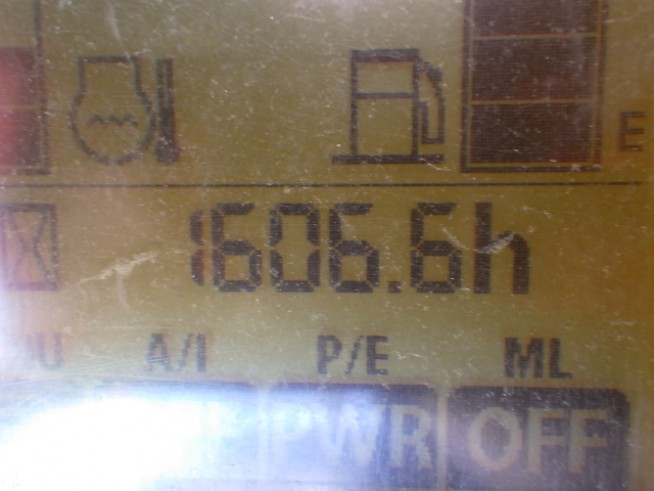 E
1606.6h
A/I P/E ML
PWR OFF